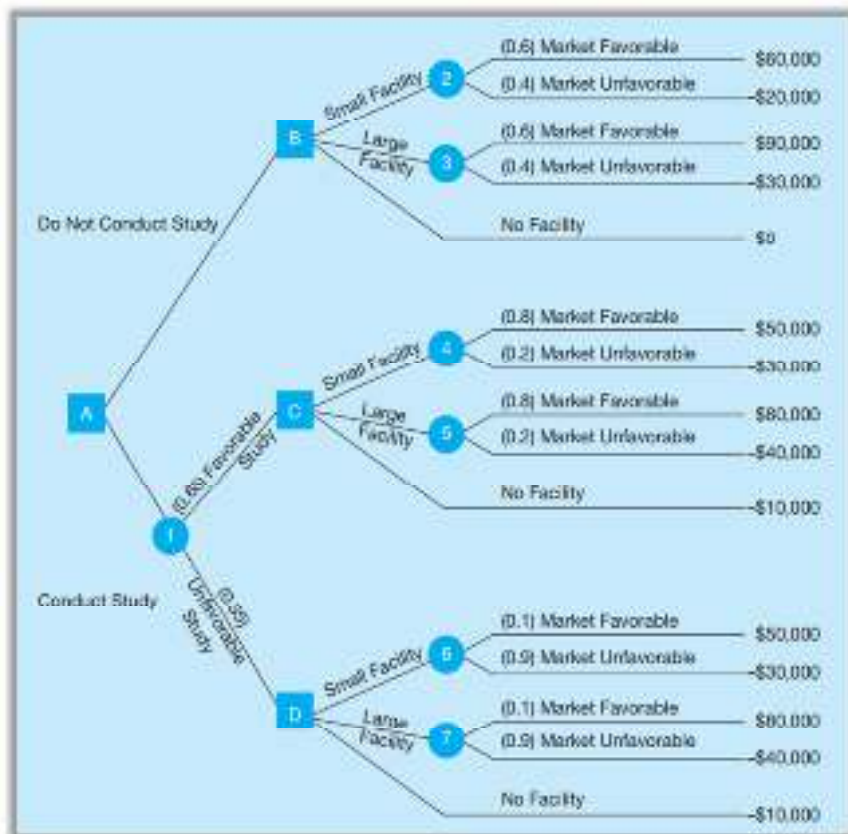 (0.6) Market Favorable
$60,000
Small Facility
2
(0.4) Market Unfavorable
–$20,000
B
Large
Facility
3
(0.6) Market Favorable
$90,000
(0.4) Market Unfavorable
–$30,000
Do Not Conduct Study
No Facility
$0
(0.8) Market Favorable
$50,000
Small Facility
4
(0.2) Market Unfavorable
–$30,000
A
(0.65) Favorable
Study
C
Large
Facility
5
(0.8) Market Favorable
$80,000
(0.2) Market Unfavorable
–$40,000
No Facility
–$10,000
1
Conduct Study
(0.35)
Unfavorable
Study
(0.1) Market Favorable
$50,000
Small Facility
6
(0.9) Market Unfavorable
–$30,000
D
Large
Facility
7
(0.1) Market Favorable
$80,000
(0.9) Market Unfavorable
–$40,000
No Facility
–$10,000